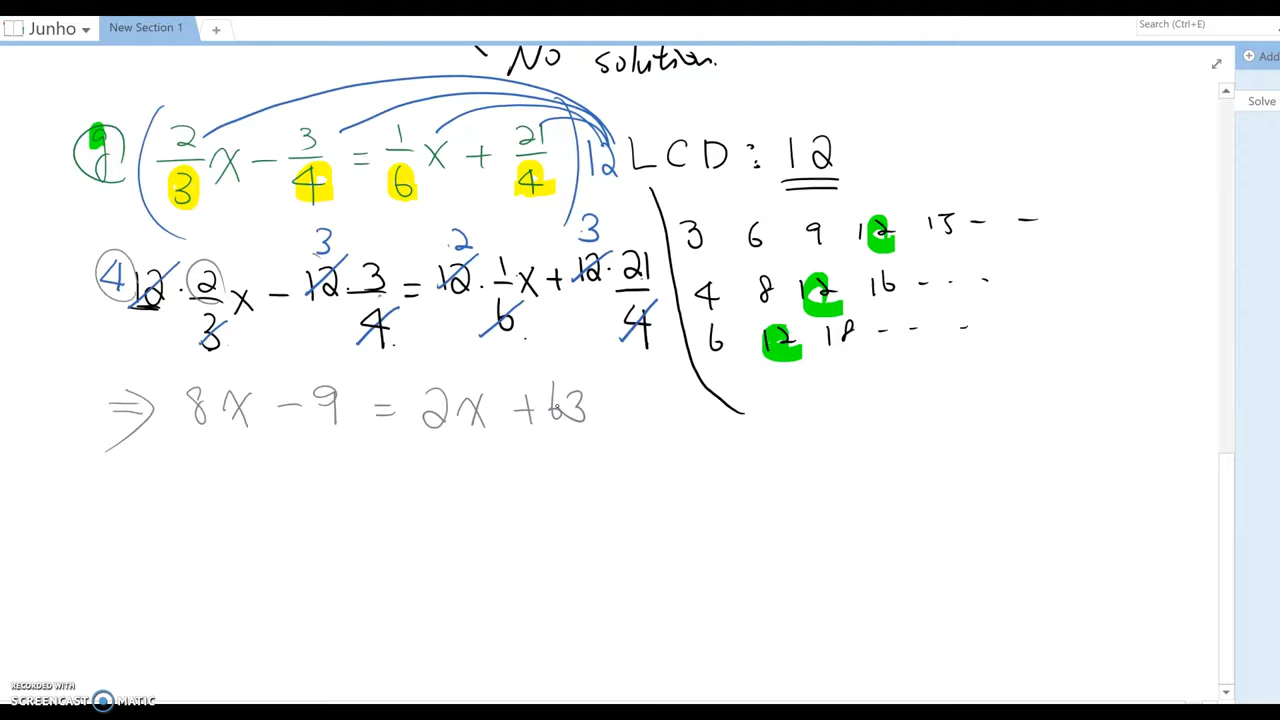 Junho
New Section 1
+
Search (Ctrl+E)
Add
Solve
No solution.
9 (2/3 x - 3/4 = 1/6 x + 21/4) 12 LCD: 12
3 6 9 12 15 - -
3 2 3
4 12 · 2/3 x - 12 · 3/4 = 12 · 1/6 x + 12 · 21/4
4 8 12 16 - - -
6 12 18 - - -
⇒ 8x - 9 = 2x + 63
RECORDED WITH
SCREENCAST MATIC